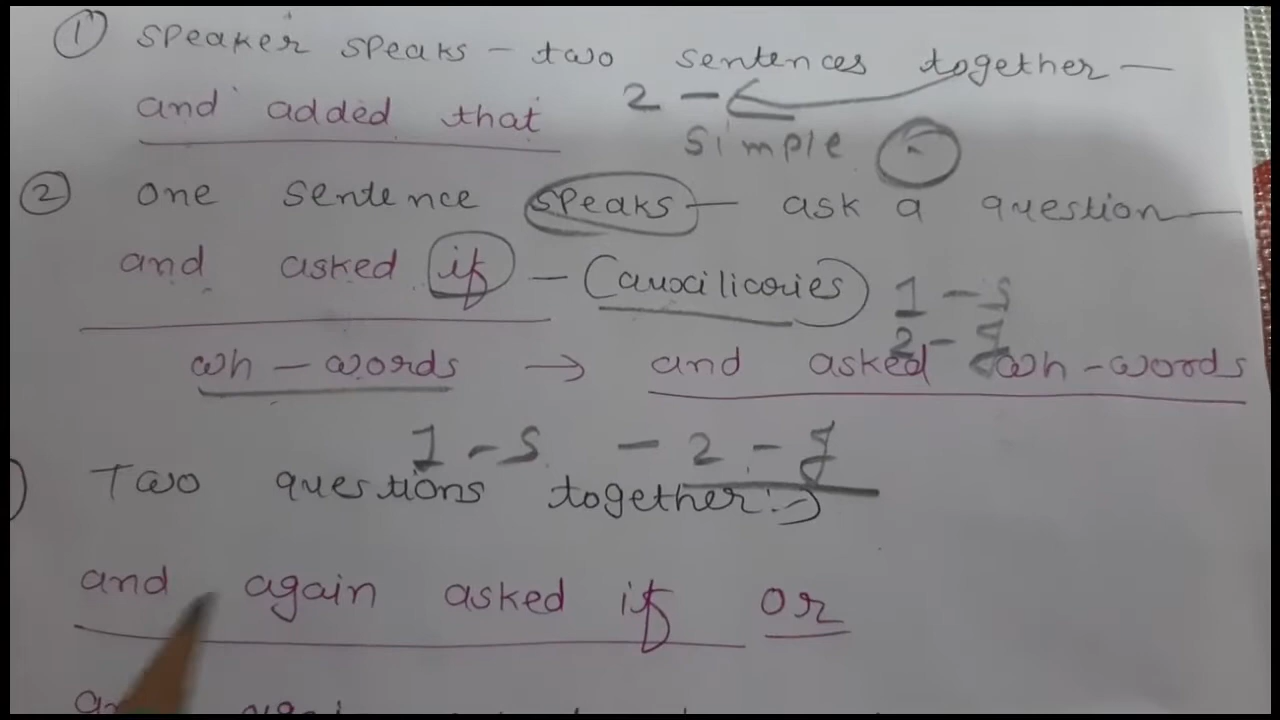 ① speaker speaks – two sentences together –
and added that 2 –
simple
② one sentence speaks – ask a question –
and asked if – (auxilicories) 1 – s
2 – q
wh – words → and asked wh – words
1 – s – 2 – q
) Two questions together :-)
and again asked if or